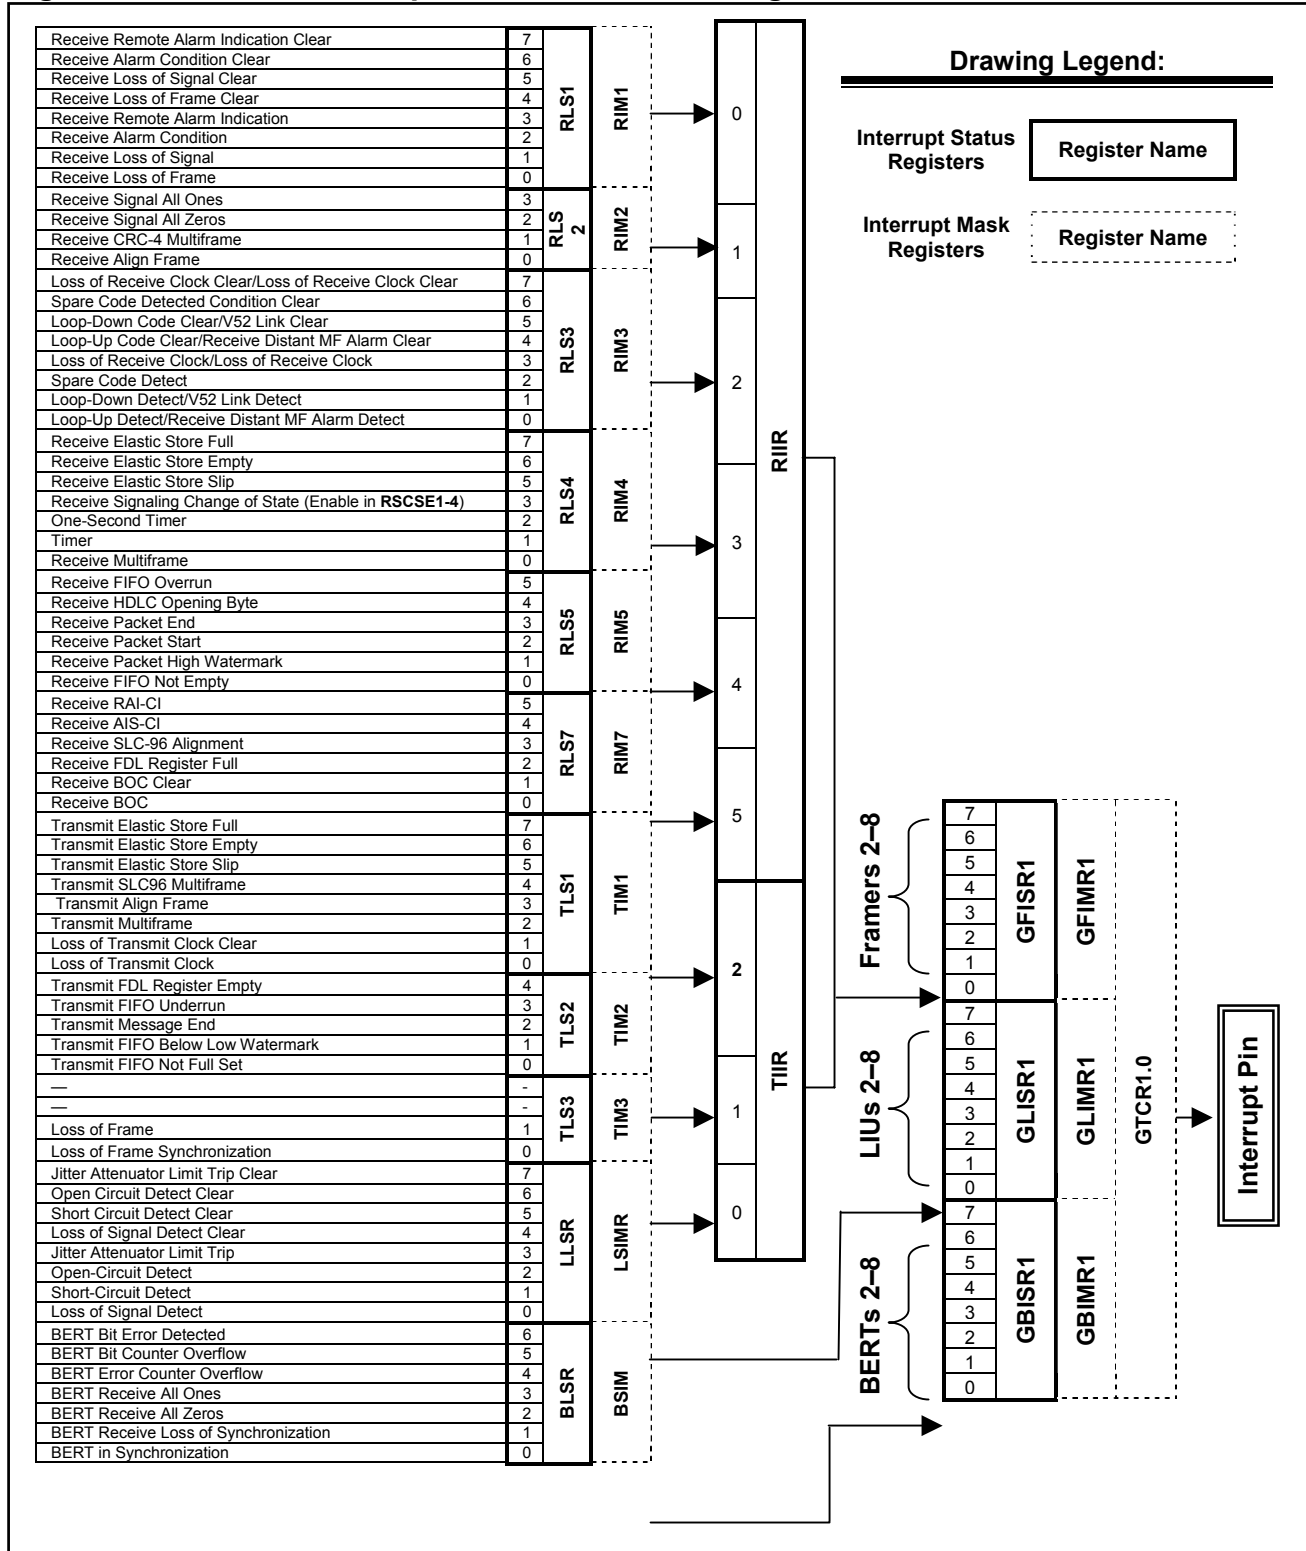 Receive Remote Alarm Indication Clear 7
Receive Alarm Condition Clear 6
Receive Loss of Signal Clear 5
Receive Loss of Frame Clear 4
Receive Remote Alarm Indication 3
Receive Alarm Condition 2
Receive Loss of Signal 1
Receive Loss of Frame 0
RLS1
RIM1
Receive Signal All Ones 3
Receive Signal All Zeros 2
Receive CRC-4 Multiframe 1
Receive Align Frame 0
RLS
2
RIM2
Loss of Receive Clock Clear/Loss of Receive Clock Clear 7
Spare Code Detected Condition Clear 6
Loop-Down Code Clear/V52 Link Clear 5
Loop-Up Code Clear/Receive Distant MF Alarm Clear 4
Loss of Receive Clock/Loss of Receive Clock 3
Spare Code Detect 2
Loop-Down Detect/V52 Link Detect 1
Loop-Up Detect/Receive Distant MF Alarm Detect 0
RLS3
RIM3
Receive Elastic Store Full 7
Receive Elastic Store Empty 6
Receive Elastic Store Slip 5
Receive Signaling Change of State (Enable in RSCSE1-4) 3
One-Second Timer 2
Timer 1
Receive Multiframe 0
RLS4
RIM4
Receive FIFO Overrun 5
Receive HDLC Opening Byte 4
Receive Packet End 3
Receive Packet Start 2
Receive Packet High Watermark 1
Receive FIFO Not Empty 0
RLS5
RIM5
Receive RAI-CI 5
Receive AIS-CI 4
Receive SLC-96 Alignment 3
Receive FDL Register Full 2
Receive BOC Clear 1
Receive BOC 0
RLS7
RIM7
Transmit Elastic Store Full 7
Transmit Elastic Store Empty 6
Transmit Elastic Store Slip 5
Transmit SLC96 Multiframe 4
Transmit Align Frame 3
Transmit Multiframe 2
Loss of Transmit Clock Clear 1
Loss of Transmit Clock 0
TLS1
TIM1
Transmit FDL Register Empty 4
Transmit FIFO Underrun 3
Transmit Message End 2
Transmit FIFO Below Low Watermark 1
Transmit FIFO Not Full Set 0
TLS2
TIM2
— -
— -
Loss of Frame 1
Loss of Frame Synchronization 0
TLS3
TIM3
Jitter Attenuator Limit Trip Clear 7
Open Circuit Detect Clear 6
Short Circuit Detect Clear 5
Loss of Signal Detect Clear 4
Jitter Attenuator Limit Trip 3
Open-Circuit Detect 2
Short-Circuit Detect 1
Loss of Signal Detect 0
LLSR
LSIMR
BERT Bit Error Detected 6
BERT Bit Counter Overflow 5
BERT Error Counter Overflow 4
BERT Receive All Ones 3
BERT Receive All Zeros 2
BERT Receive Loss of Synchronization 1
BERT in Synchronization 0
BLSR
BSIM
0
1
2
3
4
5
RIIR
2
1
0
TIIR
Drawing Legend:
Interrupt Status
Registers
Register Name
Interrupt Mask
Registers
Register Name
Framers 2–8
7
6
5
4
3
2
1
0
GFISR1
GFIMR1
LIUs 2–8
7
6
5
4
3
2
1
0
GLISR1
GLIMR1
BERTs 2–8
7
6
5
4
3
2
1
0
GBISR1
GBIMR1
GTCR1.0
Interrupt Pin